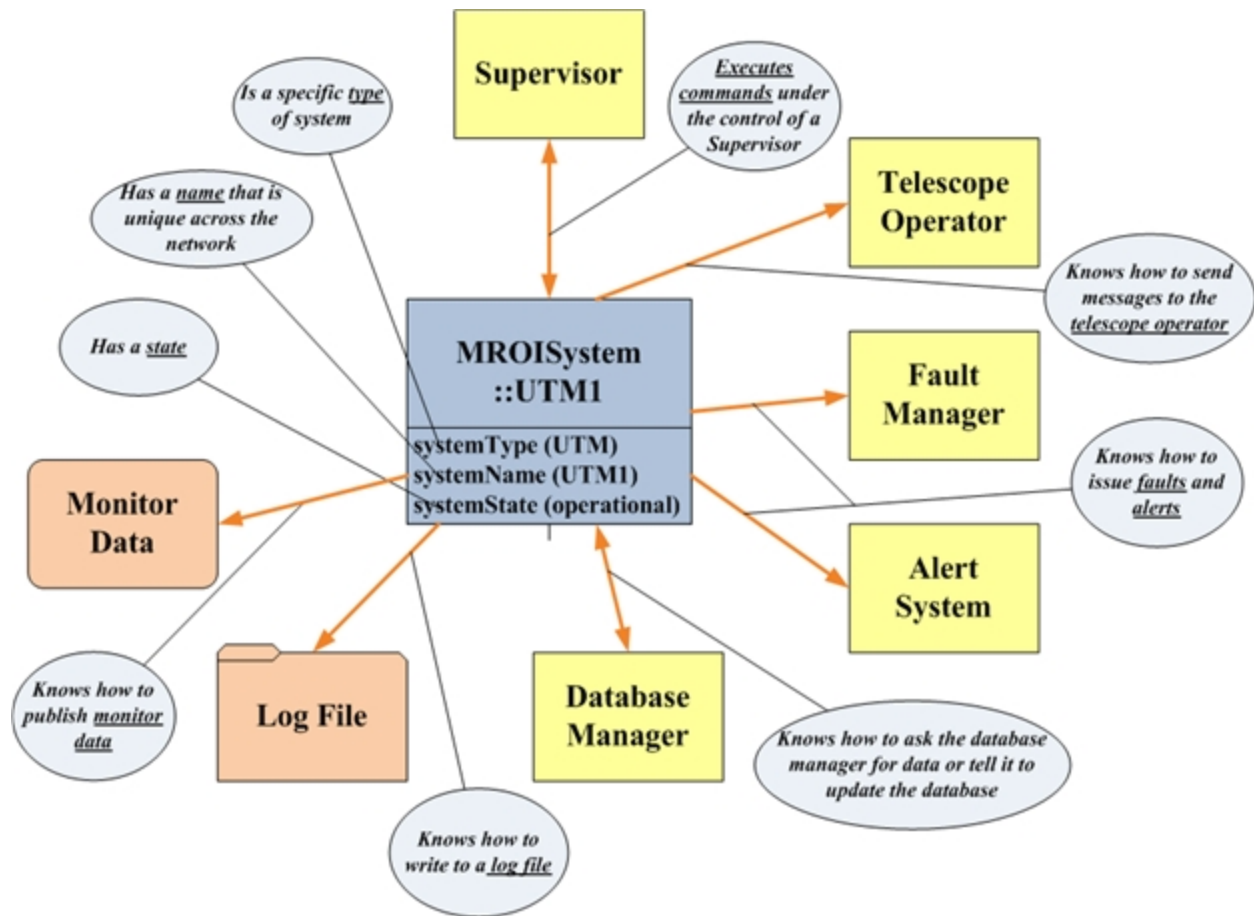 Supervisor
Executes
commands under
the control of a
Supervisor
Is a specific type
of system
Telescope
Operator
Has a name that is
unique across the
network
Knows how to send
messages to the
telescope operator
Has a state
MROISystem
::UTM1
Fault
Manager
systemType (UTM)
systemName (UTM1)
systemState (operational)
Knows how to
issue faults and
alerts
Monitor
Data
Alert
System
Knows how to
publish monitor
data
Log File
Database
Manager
Knows how to ask the database
manager for data or tell it to
update the database
Knows how to
write to a log file